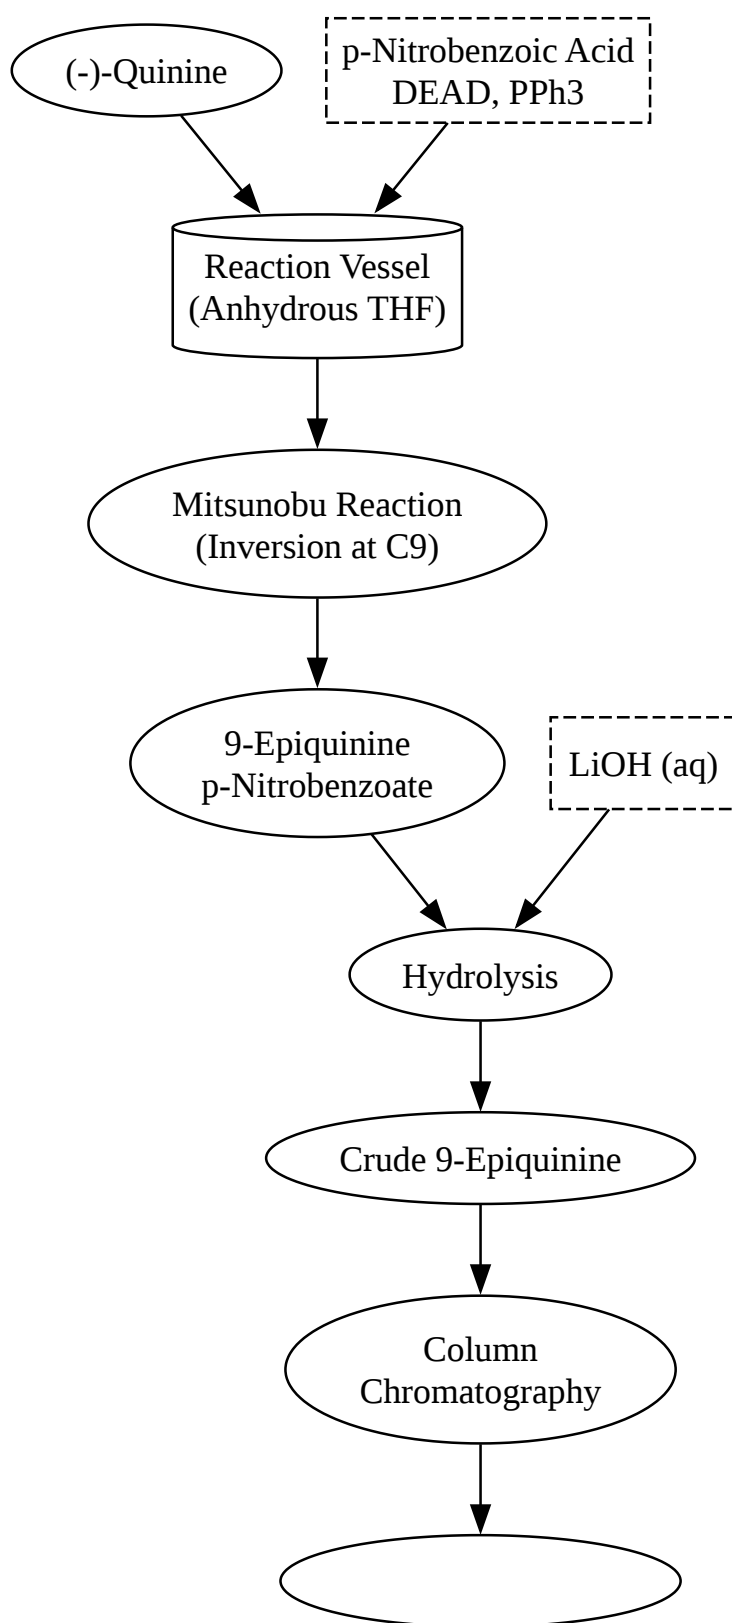 (-)-Quinine
p-Nitrobenzoic Acid
DEAD, PPh3
Reaction Vessel
(Anhydrous THF)
Mitsunobu Reaction
(Inversion at C9)
9-Epiquinine
p-Nitrobenzoate
LiOH (aq)
Hydrolysis
Crude 9-Epiquinine
Column
Chromatography